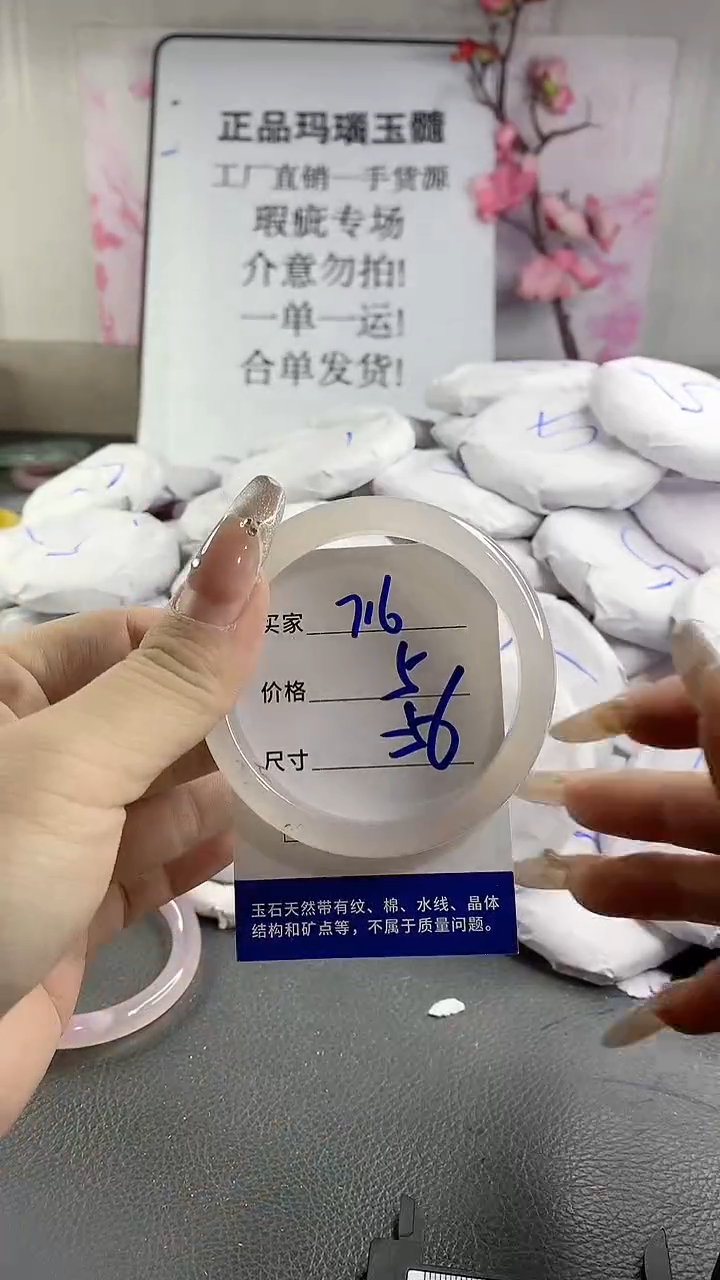 正品玛瑙玉髓
工厂直销一手货源
瑕疵专场
介意勿拍!
一单一运!
合单发货!
5
买家 716
价格 5
尺寸 56
玉石天然带有纹、棉、水线、晶体
结构和矿点等，不属于质量问题。